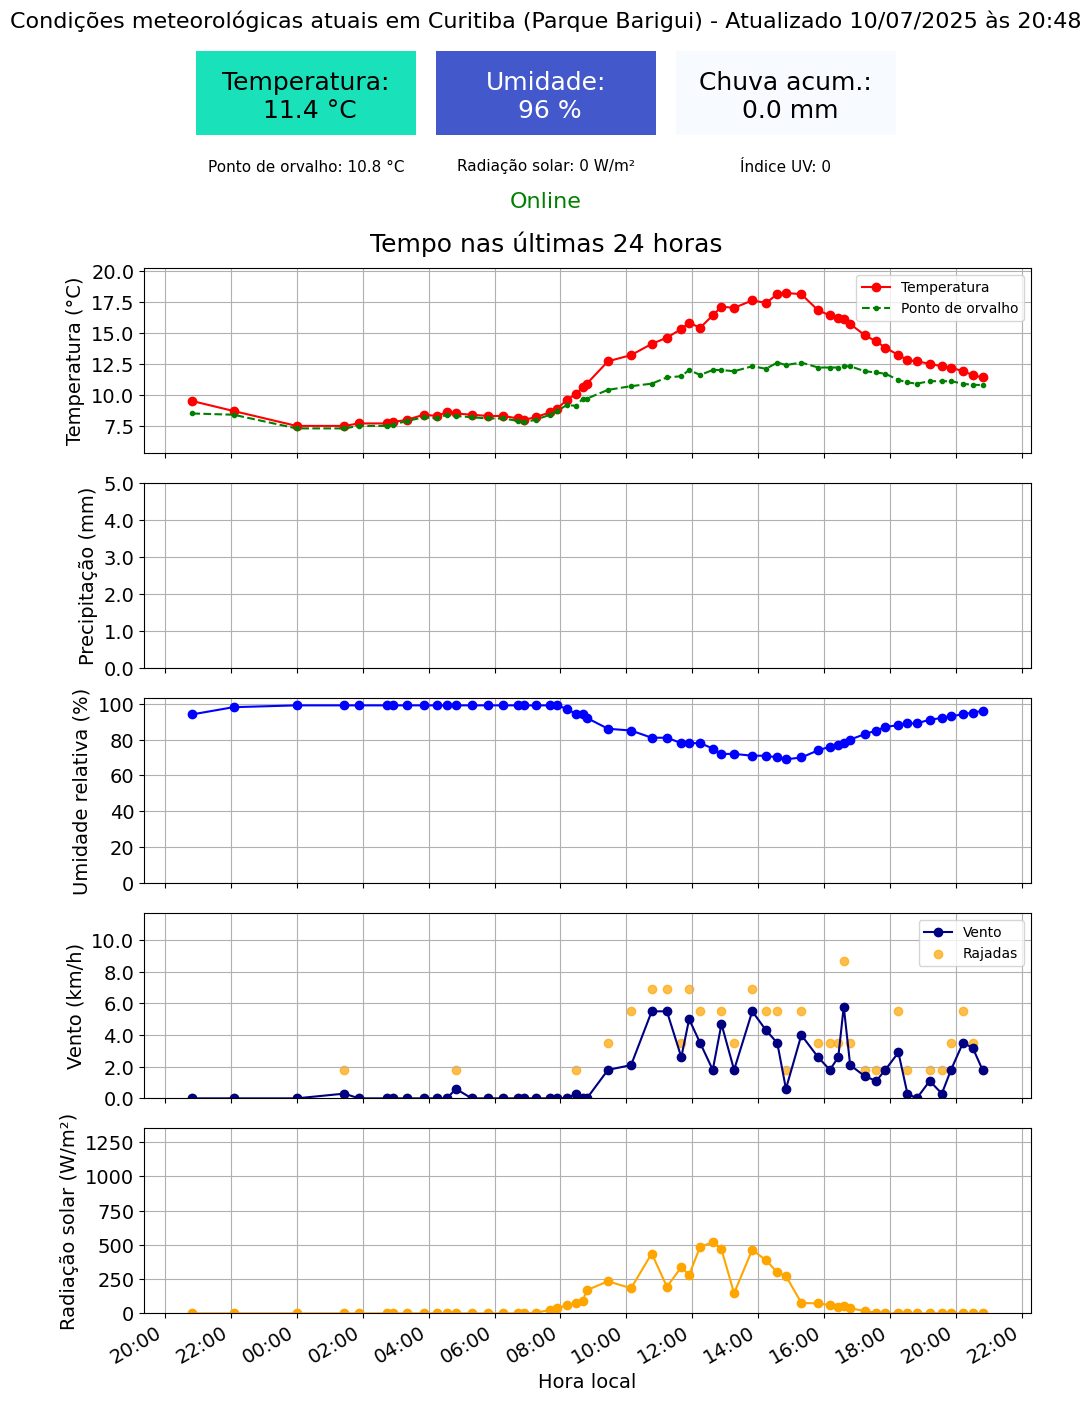 Condições meteorológicas atuais em Curitiba (Parque Barigui) - Atualizado 10/07/2025 às 20:48
Temperatura:
11.4 °C
Umidade:
96 %
Chuva acum.:
0.0 mm
Ponto de orvalho: 10.8 °C
Radiação solar: 0 W/m²
Índice UV: 0
Online
Tempo nas últimas 24 horas
Temperatura (°C)
20.0
17.5
15.0
12.5
10.0
7.5
Temperatura
Ponto de orvalho
Precipitação (mm)
5.0
4.0
3.0
2.0
1.0
0.0
Umidade relativa (%)
100
80
60
40
20
0
Vento (km/h)
10.0
8.0
6.0
4.0
2.0
0.0
Vento
Rajadas
Radiação solar (W/m²)
1250
1000
750
500
250
0
20:00
22:00
00:00
02:00
04:00
06:00
08:00
10:00
12:00
14:00
16:00
18:00
20:00
22:00
Hora local